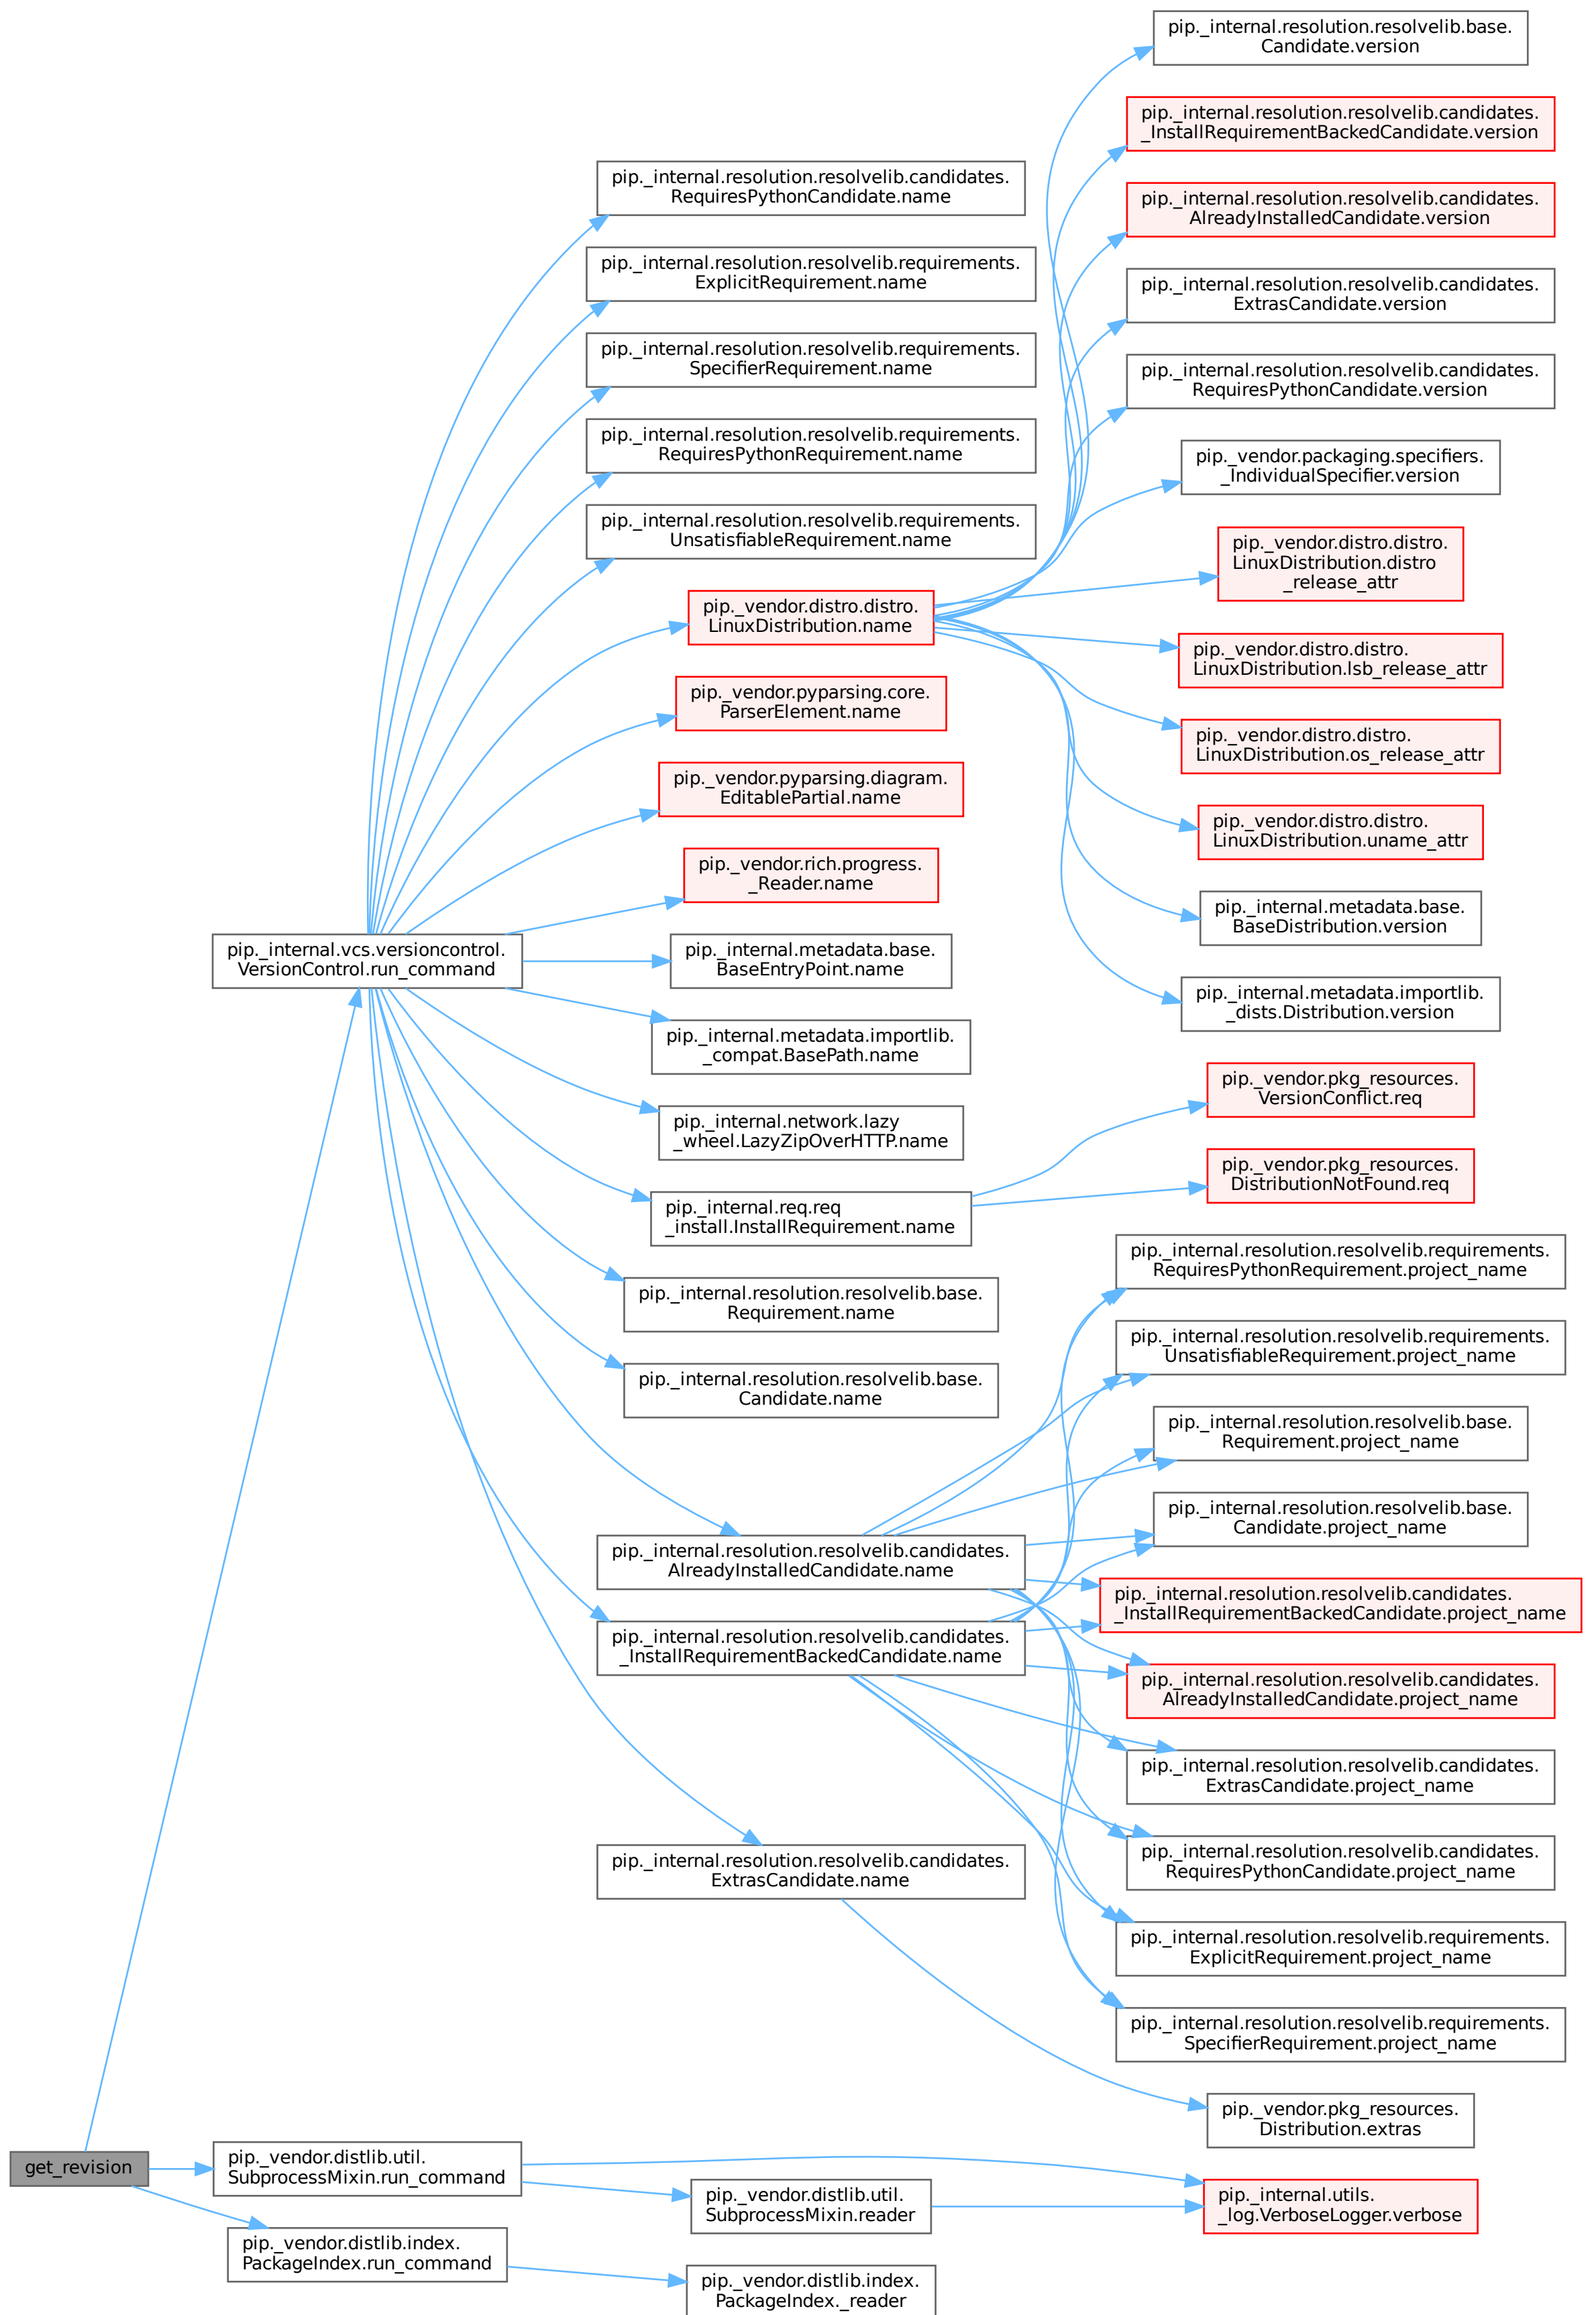 pip._internal.resolution.resolvelib.base.
Candidate.version
pip._internal.resolution.resolvelib.candidates.
_InstallRequirementBackedCandidate.version
pip._internal.resolution.resolvelib.candidates.
RequiresPythonCandidate.name
pip._internal.resolution.resolvelib.candidates.
AlreadyInstalledCandidate.version
pip._internal.resolution.resolvelib.requirements.
ExplicitRequirement.name
pip._internal.resolution.resolvelib.candidates.
ExtrasCandidate.version
pip._internal.resolution.resolvelib.requirements.
SpecifierRequirement.name
pip._internal.resolution.resolvelib.candidates.
RequiresPythonCandidate.version
pip._internal.resolution.resolvelib.requirements.
RequiresPythonRequirement.name
pip._vendor.packaging.specifiers.
_IndividualSpecifier.version
pip._internal.resolution.resolvelib.requirements.
UnsatisfiableRequirement.name
pip._vendor.distro.distro.
LinuxDistribution.distro
_release_attr
pip._vendor.distro.distro.
LinuxDistribution.name
pip._vendor.distro.distro.
LinuxDistribution.lsb_release_attr
pip._vendor.pyparsing.core.
ParserElement.name
pip._vendor.distro.distro.
LinuxDistribution.os_release_attr
pip._vendor.pyparsing.diagram.
EditablePartial.name
pip._vendor.distro.distro.
LinuxDistribution.uname_attr
pip._vendor.rich.progress.
_Reader.name
pip._internal.metadata.base.
BaseDistribution.version
pip._internal.vcs.versioncontrol.
VersionControl.run_command
pip._internal.metadata.base.
BaseEntryPoint.name
pip._internal.metadata.importlib.
_dists.Distribution.version
pip._internal.metadata.importlib.
_compat.BasePath.name
pip._vendor.pkg_resources.
VersionConflict.req
pip._internal.network.lazy
_wheel.LazyZipOverHTTP.name
pip._vendor.pkg_resources.
DistributionNotFound.req
pip._internal.req.req
_install.InstallRequirement.name
pip._internal.resolution.resolvelib.requirements.
RequiresPythonRequirement.project_name
pip._internal.resolution.resolvelib.base.
Requirement.name
pip._internal.resolution.resolvelib.requirements.
UnsatisfiableRequirement.project_name
pip._internal.resolution.resolvelib.base.
Candidate.name
pip._internal.resolution.resolvelib.base.
Requirement.project_name
pip._internal.resolution.resolvelib.base.
Candidate.project_name
pip._internal.resolution.resolvelib.candidates.
AlreadyInstalledCandidate.name
pip._internal.resolution.resolvelib.candidates.
_InstallRequirementBackedCandidate.project_name
pip._internal.resolution.resolvelib.candidates.
_InstallRequirementBackedCandidate.name
pip._internal.resolution.resolvelib.candidates.
AlreadyInstalledCandidate.project_name
pip._internal.resolution.resolvelib.candidates.
ExtrasCandidate.project_name
pip._internal.resolution.resolvelib.candidates.
ExtrasCandidate.name
pip._internal.resolution.resolvelib.candidates.
RequiresPythonCandidate.project_name
pip._internal.resolution.resolvelib.requirements.
ExplicitRequirement.project_name
pip._internal.resolution.resolvelib.requirements.
SpecifierRequirement.project_name
pip._vendor.pkg_resources.
Distribution.extras
get_revision
pip._vendor.distlib.util.
SubprocessMixin.run_command
pip._vendor.distlib.util.
SubprocessMixin.reader
pip._internal.utils.
_log.VerboseLogger.verbose
pip._vendor.distlib.index.
PackageIndex.run_command
pip._vendor.distlib.index.
PackageIndex._reader